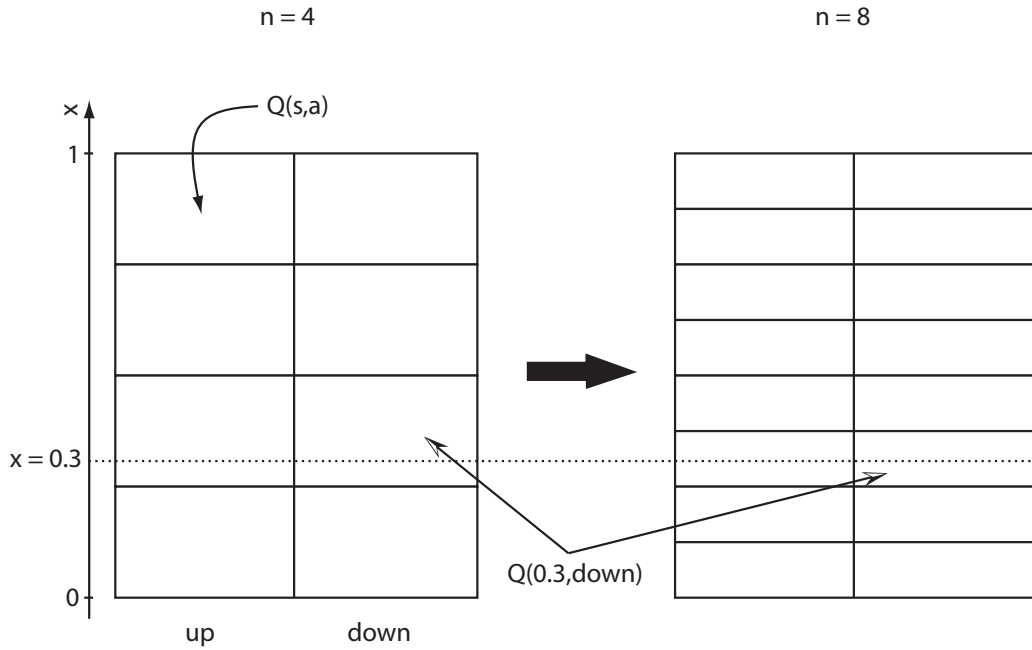 n = 4
n = 8
x
Q(s,a)
1
x = 0.3
Q(0.3,down)
0
up
down